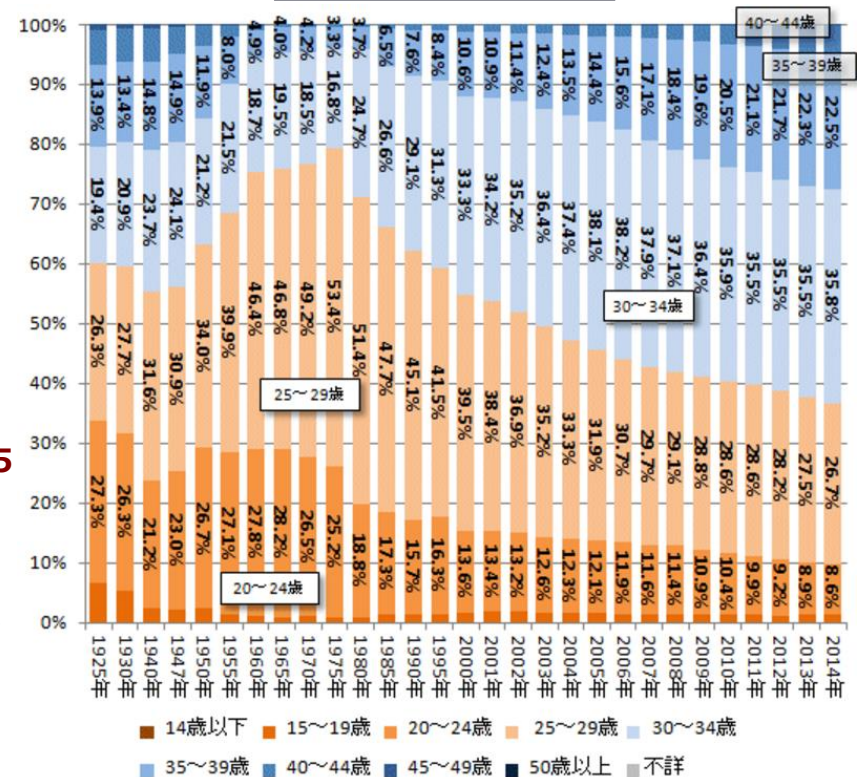 100%
90%
80%
70%
60%
50%
40%
30%
20%
10%
0%
5
40～44歳
35～39歳
30～34歳
25～29歳
20～24歳
13.9% 13.4% 14.8% 14.9% 11.9% 8.0% 4.9% 4.0% 4.2% 3.3% 3.7% 6.5% 7.6% 8.4% 10.6% 10.9% 11.4% 12.4% 13.5% 14.4% 15.6% 17.1% 18.4% 19.6% 20.5% 21.1% 21.7% 22.3% 22.5%
19.4% 20.9% 23.7% 24.1% 21.2% 21.5% 18.7% 19.5% 18.5% 16.8% 24.7% 26.6% 29.1% 31.3% 33.3% 34.2% 35.2% 36.4% 37.4% 38.1% 38.2% 37.9% 37.1% 36.4% 35.9% 35.5% 35.5% 35.5% 35.8%
26.3% 27.7% 31.6% 30.9% 34.0% 39.9% 46.4% 46.8% 49.2% 53.4% 51.4% 47.7% 45.1% 41.5% 39.5% 38.4% 36.9% 35.2% 33.3% 31.9% 30.7% 29.7% 29.1% 28.8% 28.6% 28.6% 28.2% 27.5% 26.7%
27.3% 26.3% 21.2% 23.0% 26.7% 27.1% 27.8% 28.2% 26.5% 25.2% 18.8% 17.3% 15.7% 16.3% 13.6% 13.4% 13.2% 12.6% 12.3% 12.1% 11.9% 11.6% 11.4% 10.9% 10.4% 9.9% 9.2% 8.9% 8.6%
1925年 1930年 1940年 1947年 1950年 1955年 1960年 1965年 1970年 1975年 1980年 1985年 1990年 1995年 2000年 2001年 2002年 2003年 2004年 2005年 2006年 2007年 2008年 2009年 2010年 2011年 2012年 2013年 2014年
14歳以下 15～19歳 20～24歳 25～29歳 30～34歳
35～39歳 40～44歳 45～49歳 50歳以上 不詳